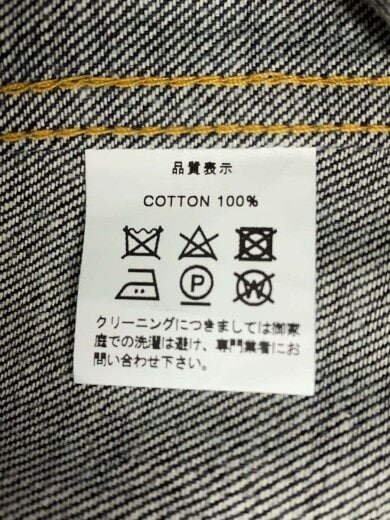 品質表示
COTTON 100%
P
W
クリーニングにつきましては御家
庭での洗濯は避け、専門業者にお
問い合わせ下さい。